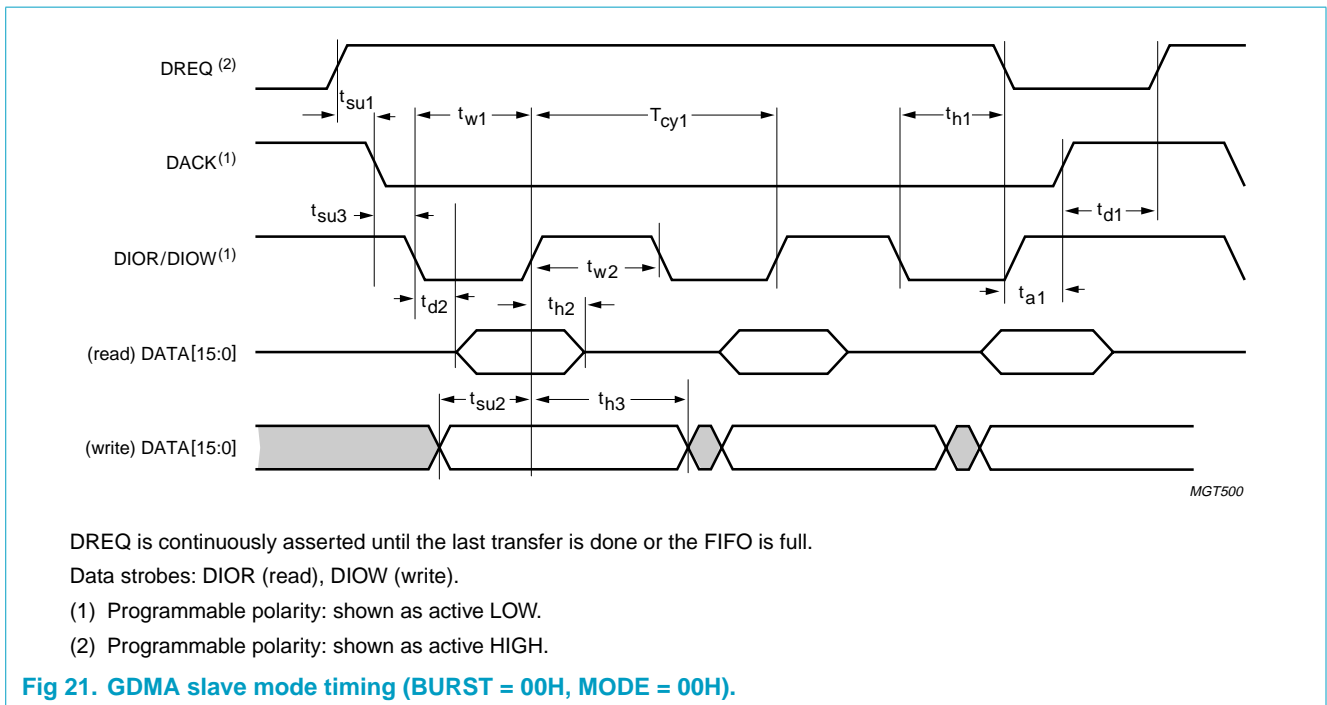 DREQ (2)
tsu1
tw1
Tcy1
th1
DACK(1)
tsu3
td1
DIOR/DIOW(1)
tw2
td2
th2
ta1
(read) DATA[15:0]
tsu2
th3
(write) DATA[15:0]
MGT500
DREQ is continuously asserted until the last transfer is done or the FIFO is full.
Data strobes: DIOR (read), DIOW (write).
(1) Programmable polarity: shown as active LOW.
(2) Programmable polarity: shown as active HIGH.
Fig 21. GDMA slave mode timing (BURST = 00H, MODE = 00H).